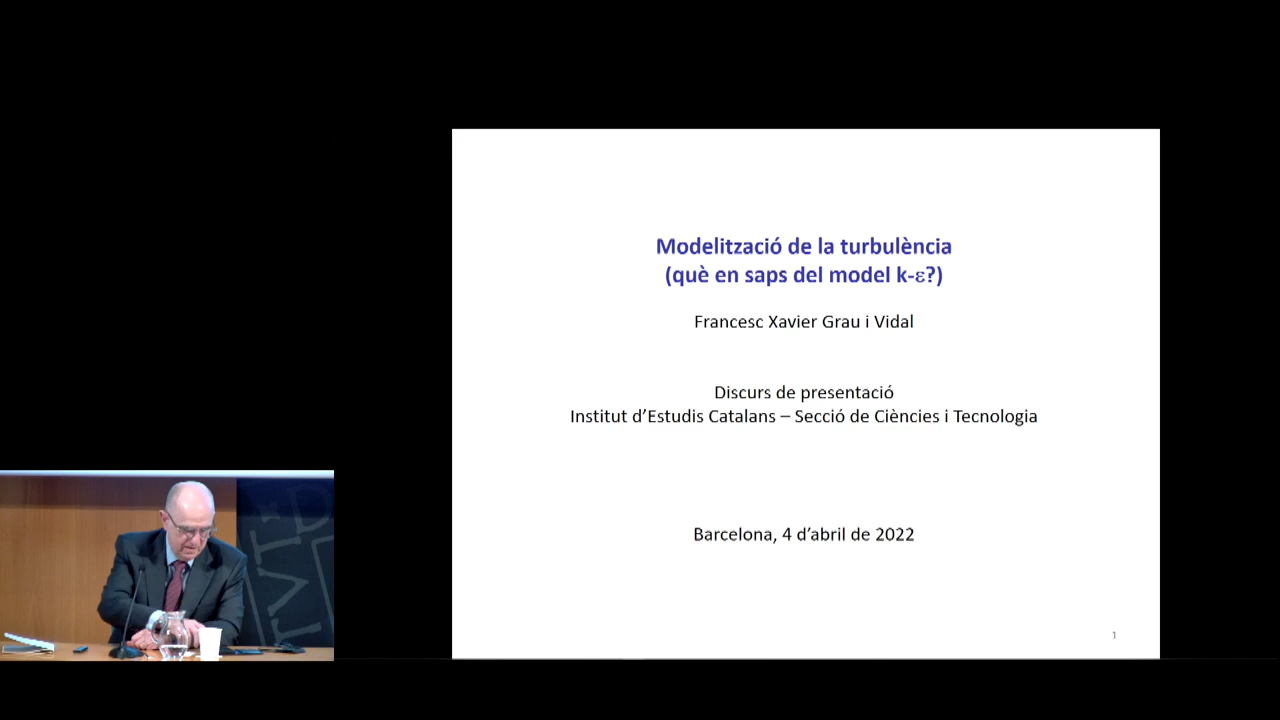 Modelització de la turbulència
(què en saps del model k-ε?)
Francesc Xavier Grau i Vidal
Discurs de presentació
Institut d’Estudis Catalans – Secció de Ciències i Tecnologia
Barcelona, 4 d’abril de 2022
1